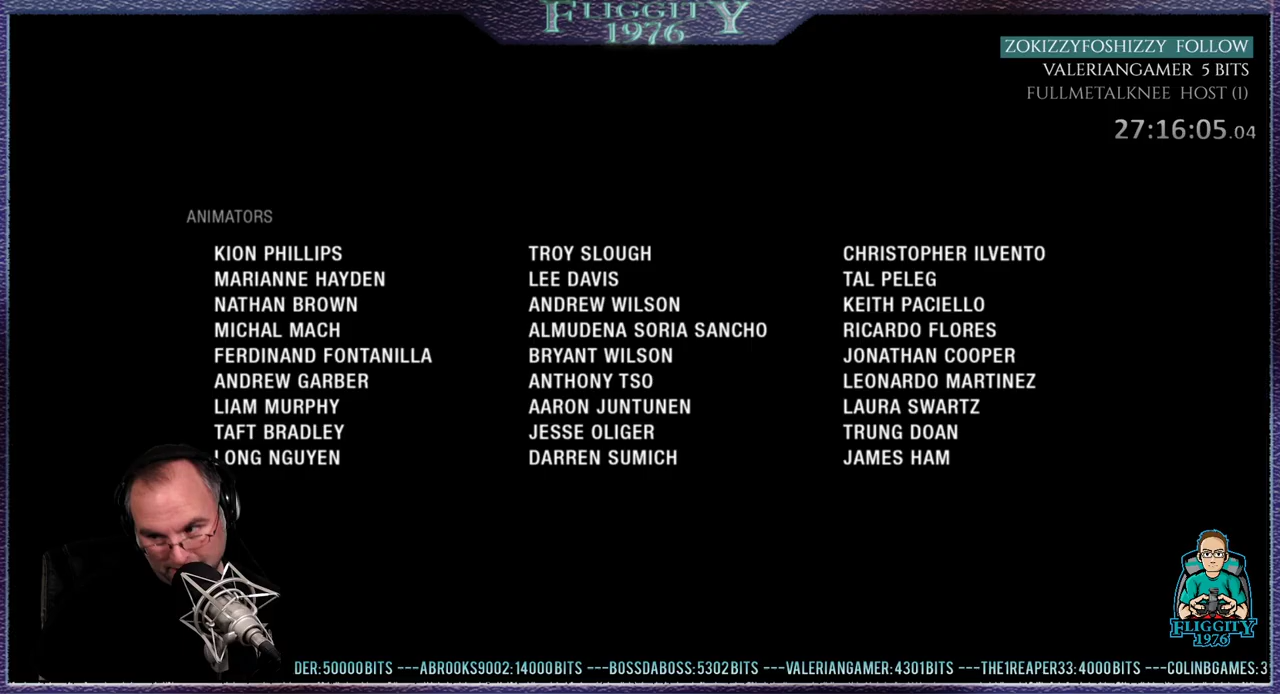 FLIGGITY
1976
ZOKIZZYFOSHIZZY FOLLOW
VALERIANGAMER 5 BITS
FULLMETALKNEE HOST (1)
27:16:05.04
ANIMATORS
KION PHILLIPS TROY SLOUGH CHRISTOPHER ILVENTO
MARIANNE HAYDEN LEE DAVIS TAL PELEG
NATHAN BROWN ANDREW WILSON KEITH PACIELLO
MICHAL MACH ALMUDENA SORIA SANCHO RICARDO FLORES
FERDINAND FONTANILLA BRYANT WILSON JONATHAN COOPER
ANDREW GARBER ANTHONY TSO LEONARDO MARTINEZ
LIAM MURPHY AARON JUNTUNEN LAURA SWARTZ
TAFT BRADLEY JESSE OLIGER TRUNG DOAN
LONG NGUYEN DARREN SUMICH JAMES HAM
FLIGGITY
1976
DER:50000BITS ---ABROOKS9002:14000BITS ---BOSSDABOSS:5302BITS ---VALERIANGAMER:4301BITS ---THE1REAPER33:4000BITS ---COLINBGAMES:3